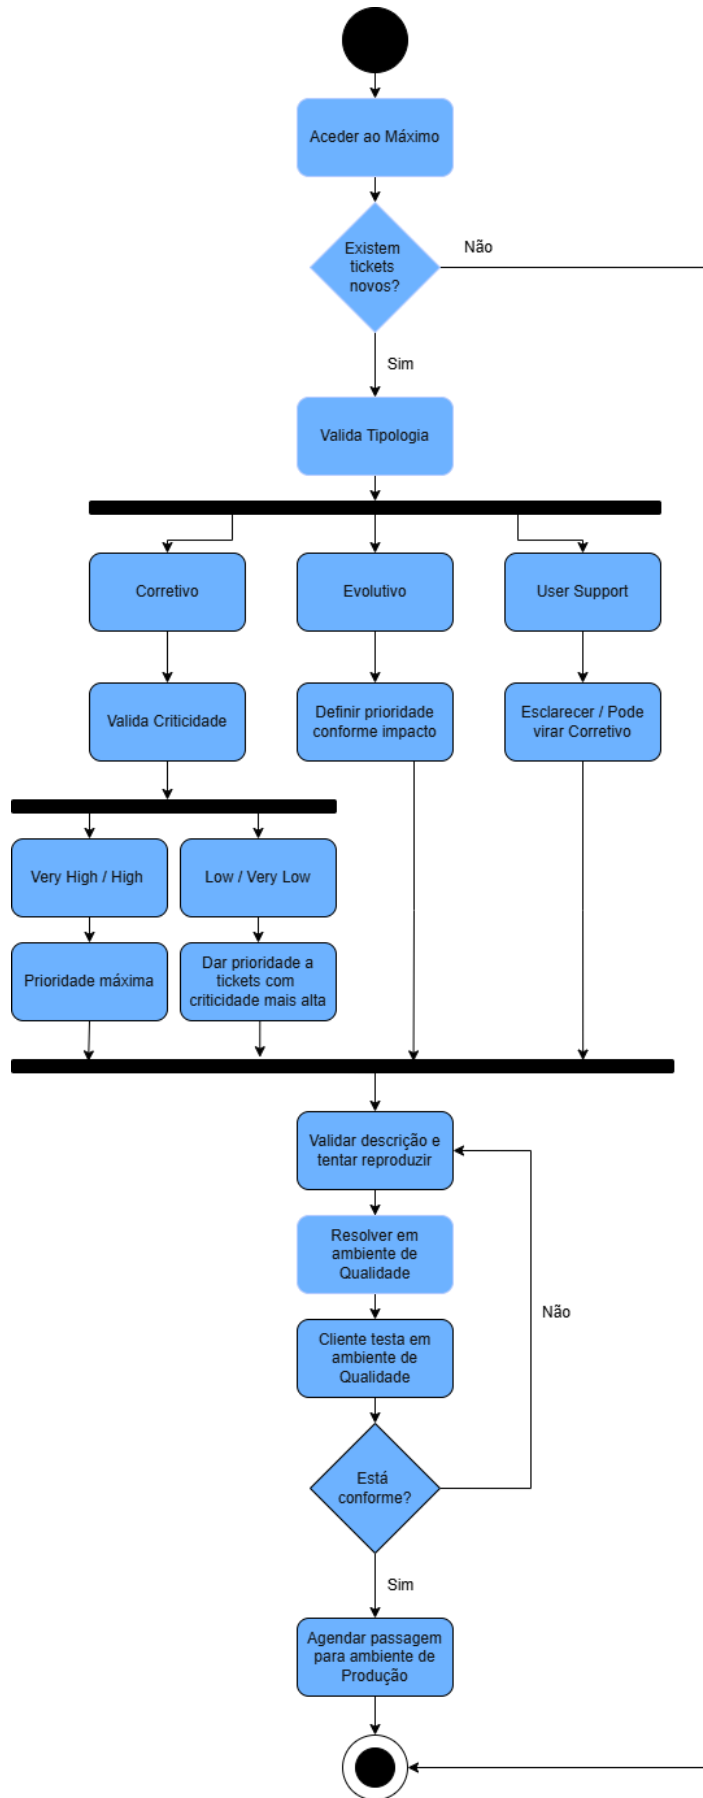 Aceder ao Máximo
Existem
tickets
novos?
Não
Sim
Valida Tipologia
Corretivo
Evolutivo
User Support
Valida Criticidade
Definir prioridade
conforme impacto
Esclarecer / Pode
virar Corretivo
Very High / High
Low / Very Low
Prioridade máxima
Dar prioridade a
tickets com
criticidade mais alta
Validar descrição e
tentar reproduzir
Resolver em
ambiente de
Qualidade
Não
Cliente testa em
ambiente de
Qualidade
Está
conforme?
Sim
Agendar passagem
para ambiente de
Produção